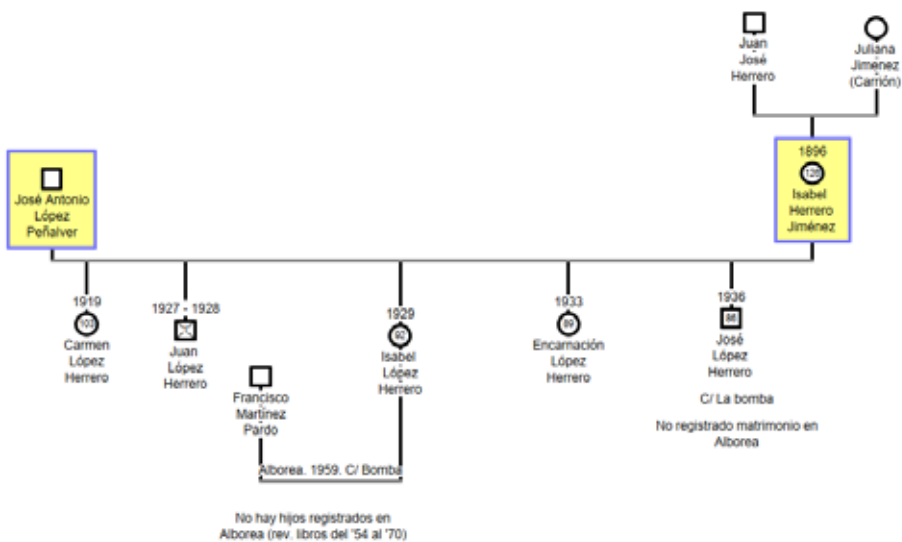 Juan
José
Herrero
Juliana
Jiménez
(Carrión)
1896
126
Isabel
Herrero
Jiménez
José Antonio
López
Peñalver
1919
103
Carmen
López
Herrero
1927 - 1928
Juan
López
Herrero
1929
92
Isabel
López
Herrero
1933
89
Encarnación
López
Herrero
1936
86
José
López
Herrero
C/ La bomba
No registrado matrimonio en
Alborea
Francisco
Martínez
Pardo
Alborea. 1959. C/ Bomba
No hay hijos registrados en
Alborea (rev. libros del '54 al '70)